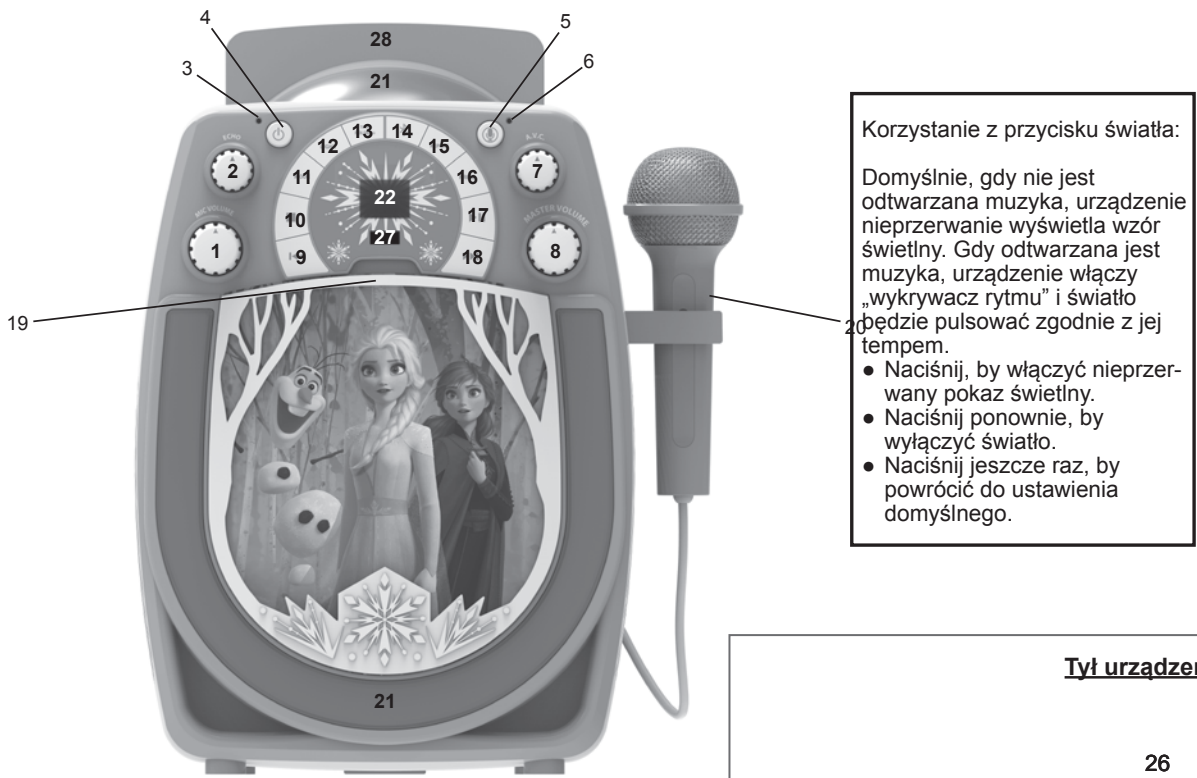 4
5
28
3
6
21
13
14
12
15
ECHO
A.V.C.
2
11
16
7
22
10
17
MIC VOLUME
MASTER VOLUME
1
27
8
9
18
19
20
21
Korzystanie z przycisku światła:
Domyślnie, gdy nie jest
odtwarzana muzyka, urządzenie
nieprzerwanie wyświetla wzór
świetlny. Gdy odtwarzana jest
muzyka, urządzenie włączy
„wykrywacz rytmu” i światło
będzie pulsować zgodnie z jej
tempem.
● Naciśnij, by włączyć nieprzer-
wany pokaz świetlny.
● Naciśnij ponownie, by
wyłączyć światło.
● Naciśnij jeszcze raz, by
powrócić do ustawienia
domyślnego.
Tył urządzen
26